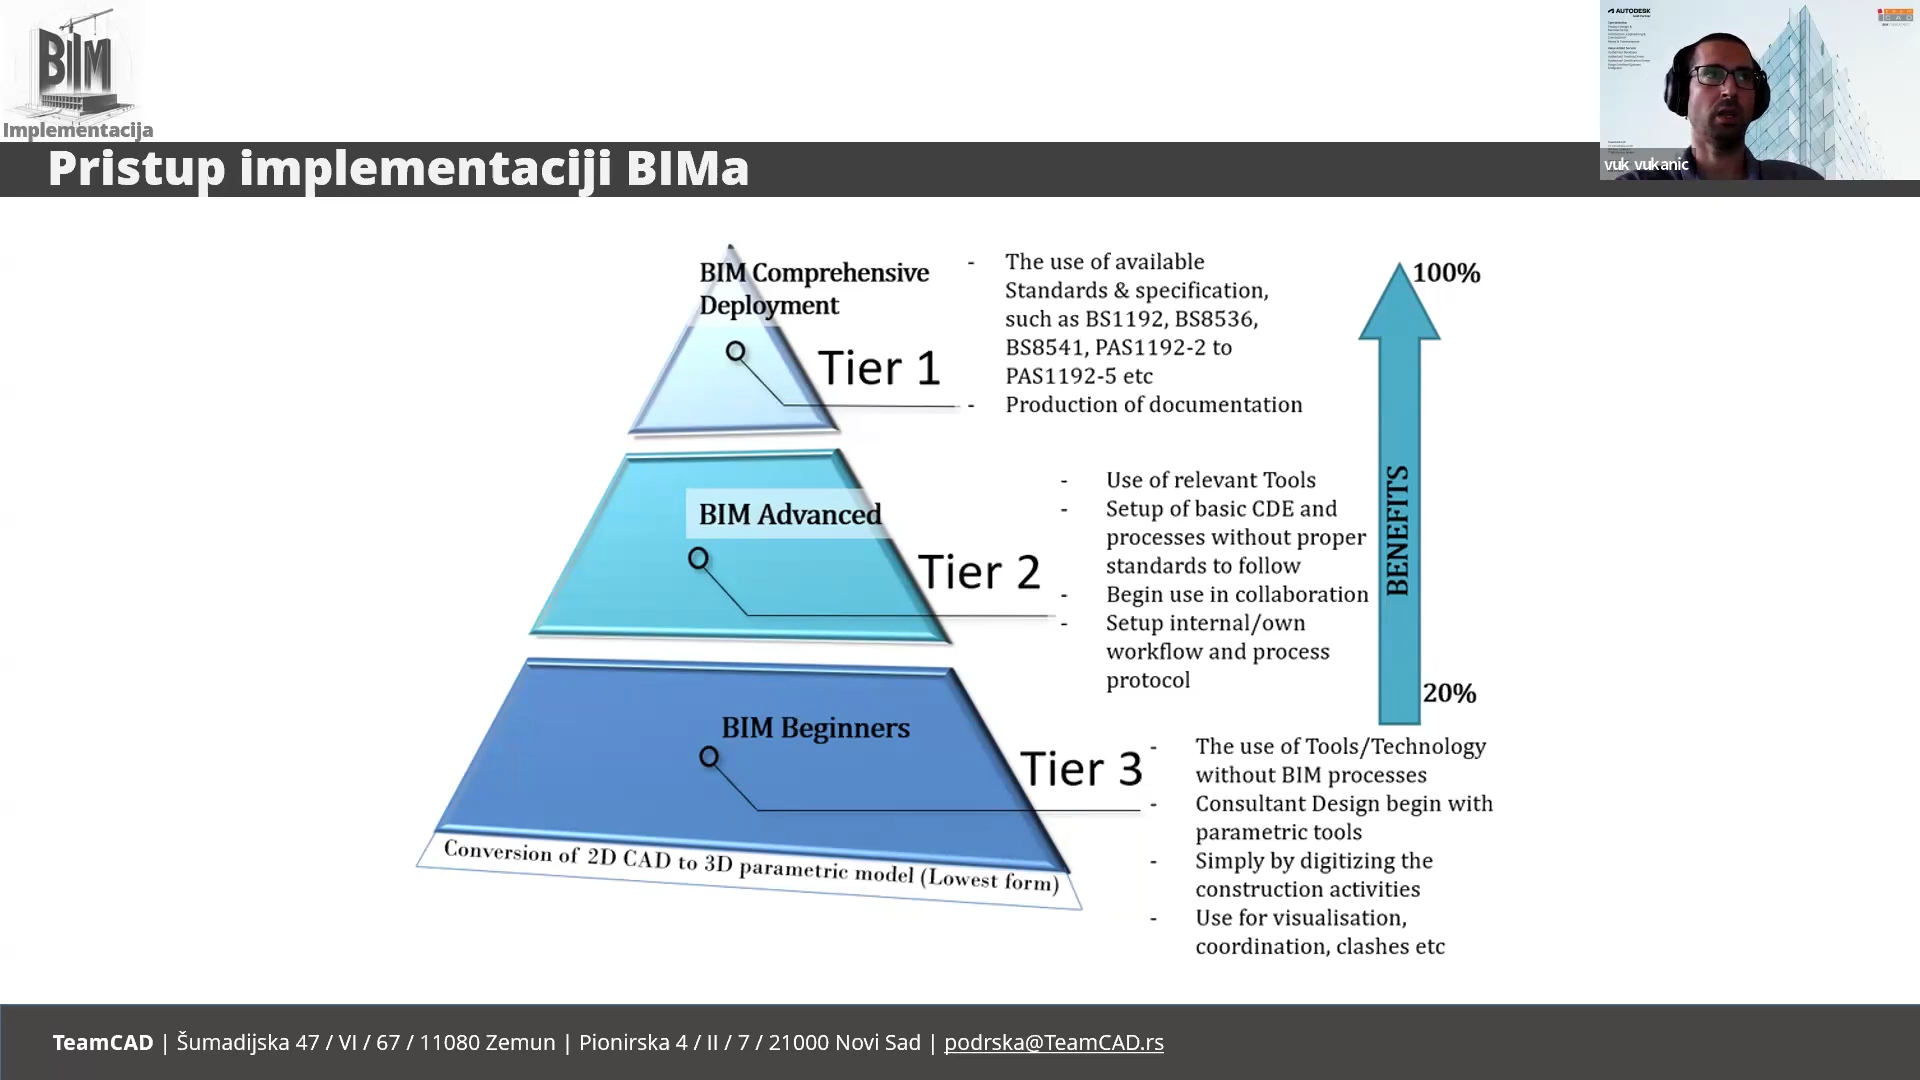 BIM
Implementacija
Pristup implementaciji BIMa
AUTODESK
vuk vukanic
BIM Comprehensive
Deployment
Tier 1
- The use of available
Standards & specification,
such as BS1192, BS8536,
BS8541, PAS1192-2 to
PAS1192-5 etc
- Production of documentation
100%
BIM Advanced
Tier 2
- Use of relevant Tools
- Setup of basic CDE and
processes without proper
standards to follow
- Begin use in collaboration
- Setup internal/own
workflow and process
protocol
BENEFITS
20%
BIM Beginners
Tier 3
- The use of Tools/Technology
without BIM processes
- Consultant Design begin with
parametric tools
- Simply by digitizing the
construction activities
- Use for visualisation,
coordination, clashes etc
Conversion of 2D CAD to 3D parametric model (Lowest form)
TeamCAD | Šumadijska 47 / VI / 67 / 11080 Zemun | Pionirska 4 / II / 7 / 21000 Novi Sad | podrska@TeamCAD.rs